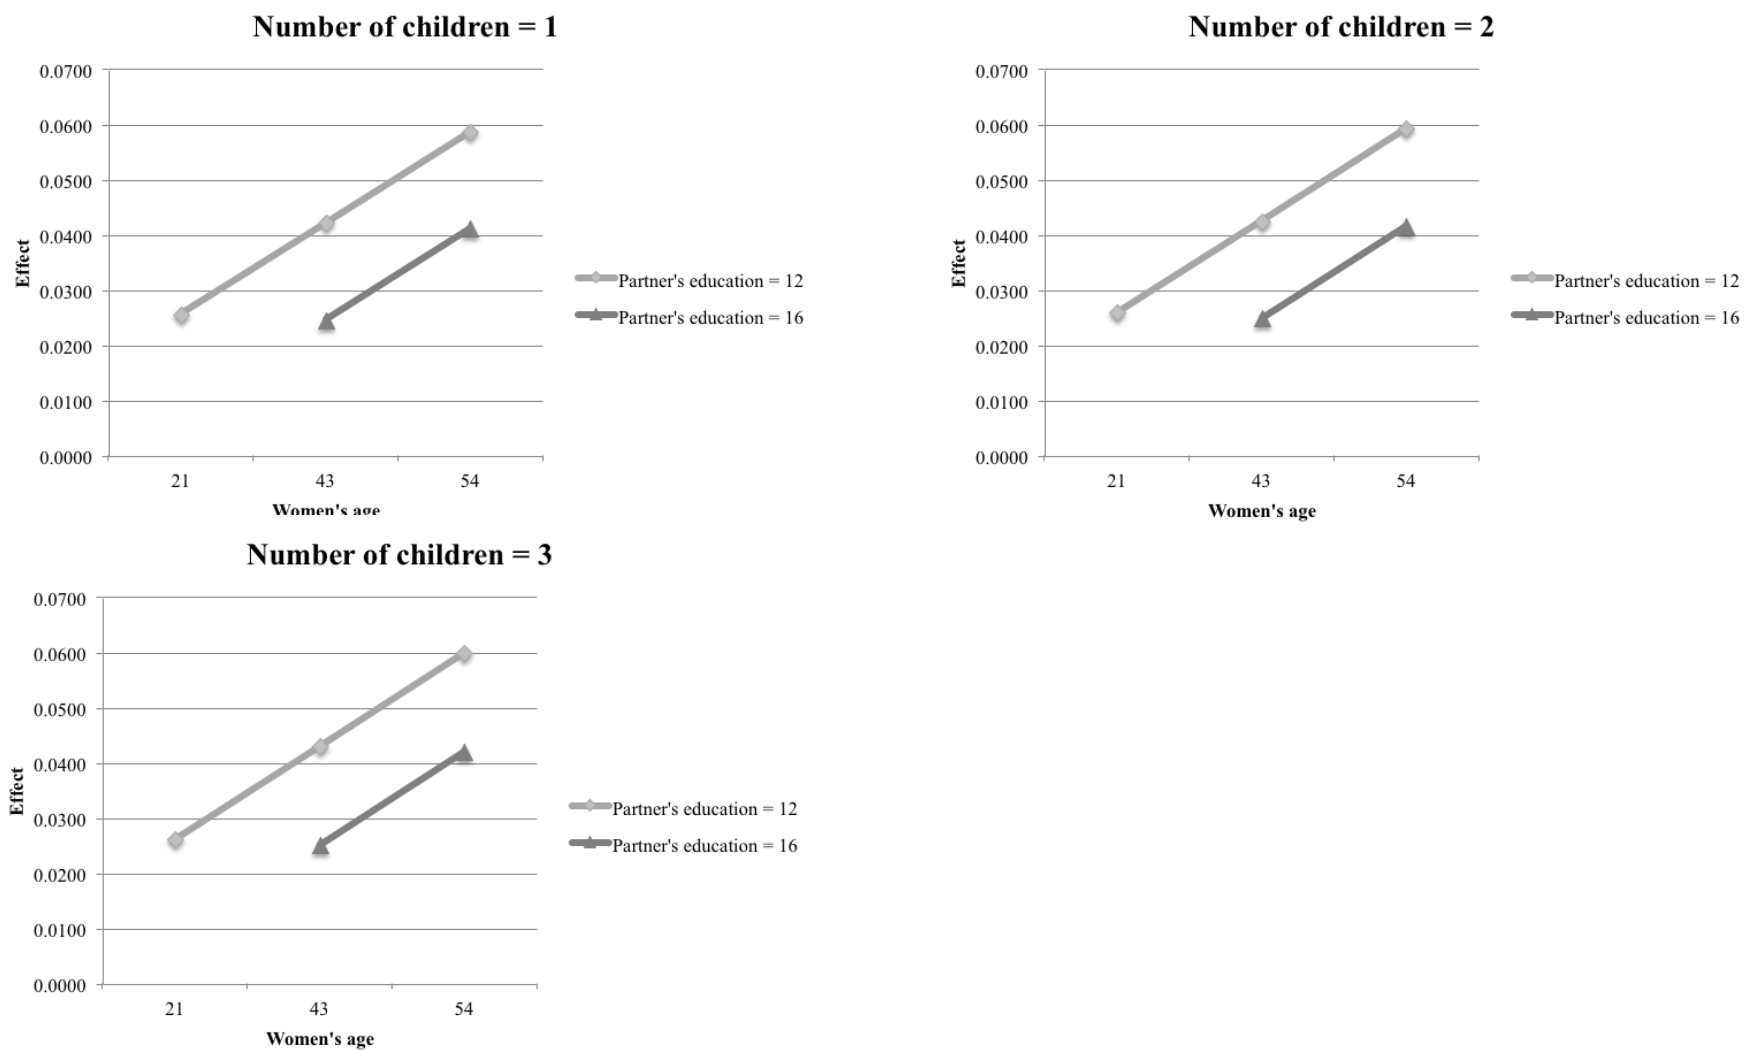 Number of children = 1
0.0700
0.0600
0.0500
0.0400
0.0300
0.0200
0.0100
0.0000
Effect
21 43 54
Women's age
Partner's education = 12
Partner's education = 16
Number of children = 2
0.0700
0.0600
0.0500
0.0400
0.0300
0.0200
0.0100
0.0000
Effect
21 43 54
Women's age
Partner's education = 12
Partner's education = 16
Number of children = 3
0.0700
0.0600
0.0500
0.0400
0.0300
0.0200
0.0100
0.0000
Effect
21 43 54
Women's age
Partner's education = 12
Partner's education = 16